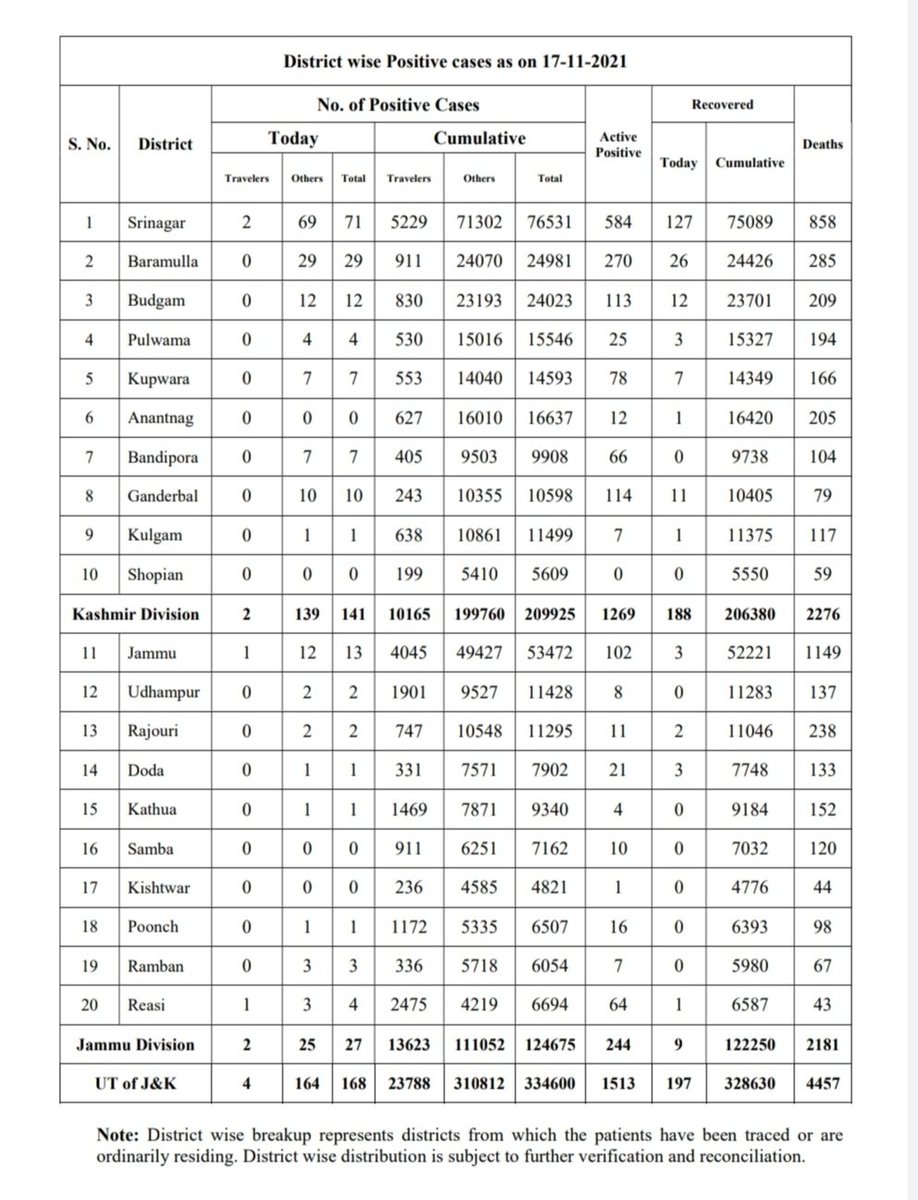 District wise Positive cases as on 17-11-2021
S. No. District No. of Positive Cases Active Positive Recovered Deaths
Today Cumulative Today Cumulative
Travelers Others Total Travelers Others Total
1 Srinagar 2 69 71 5229 71302 76531 584 127 75089 858
2 Baramulla 0 29 29 911 24070 24981 270 26 24426 285
3 Budgam 0 12 12 830 23193 24023 113 12 23701 209
4 Pulwama 0 4 4 530 15016 15546 25 3 15327 194
5 Kupwara 0 7 7 553 14040 14593 78 7 14349 166
6 Anantnag 0 0 0 627 16010 16637 12 1 16420 205
7 Bandipora 0 7 7 405 9503 9908 66 0 9738 104
8 Ganderbal 0 10 10 243 10355 10598 114 11 10405 79
9 Kulgam 0 1 1 638 10861 11499 7 1 11375 117
10 Shopian 0 0 0 199 5410 5609 0 0 5550 59
Kashmir Division 2 139 141 10165 199760 209925 1269 188 206380 2276
11 Jammu 1 12 13 4045 49427 53472 102 3 52221 1149
12 Udhampur 0 2 2 1901 9527 11428 8 0 11283 137
13 Rajouri 0 2 2 747 10548 11295 11 2 11046 238
14 Doda 0 1 1 331 7571 7902 21 3 7748 133
15 Kathua 0 1 1 1469 7871 9340 4 0 9184 152
16 Samba 0 0 0 911 6251 7162 10 0 7032 120
17 Kishtwar 0 0 0 236 4585 4821 1 0 4776 44
18 Poonch 0 1 1 1172 5335 6507 16 0 6393 98
19 Ramban 0 3 3 336 5718 6054 7 0 5980 67
20 Reasi 1 3 4 2475 4219 6694 64 1 6587 43
Jammu Division 2 25 27 13623 111052 124675 244 9 122250 2181
UT of J&K 4 164 168 23788 310812 334600 1513 197 328630 4457
Note: District wise breakup represents districts from which the patients have been traced or are
ordinarily residing. District wise distribution is subject to further verification and reconciliation.